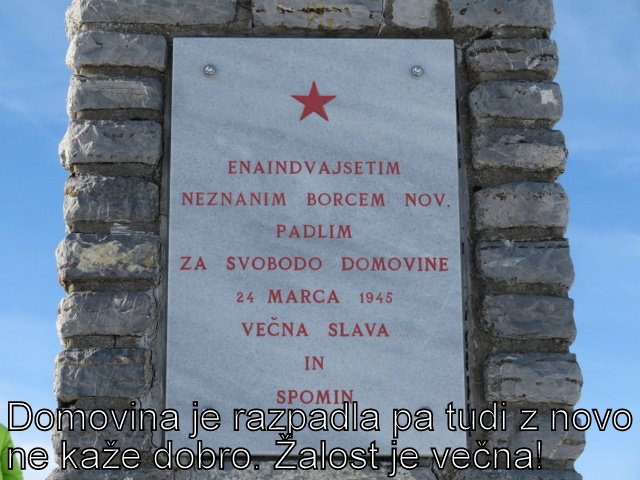 ENAINDVAJSETIM
NEZNANIM BORCEM NOV.
PADLIM
ZA SVOBODO DOMOVINE
24 MARCA 1945
VEČNA SLAVA
IN
SPOMIN
Domovina je razpadla pa tudi z novo
ne kaže dobro. Žalost je večna!